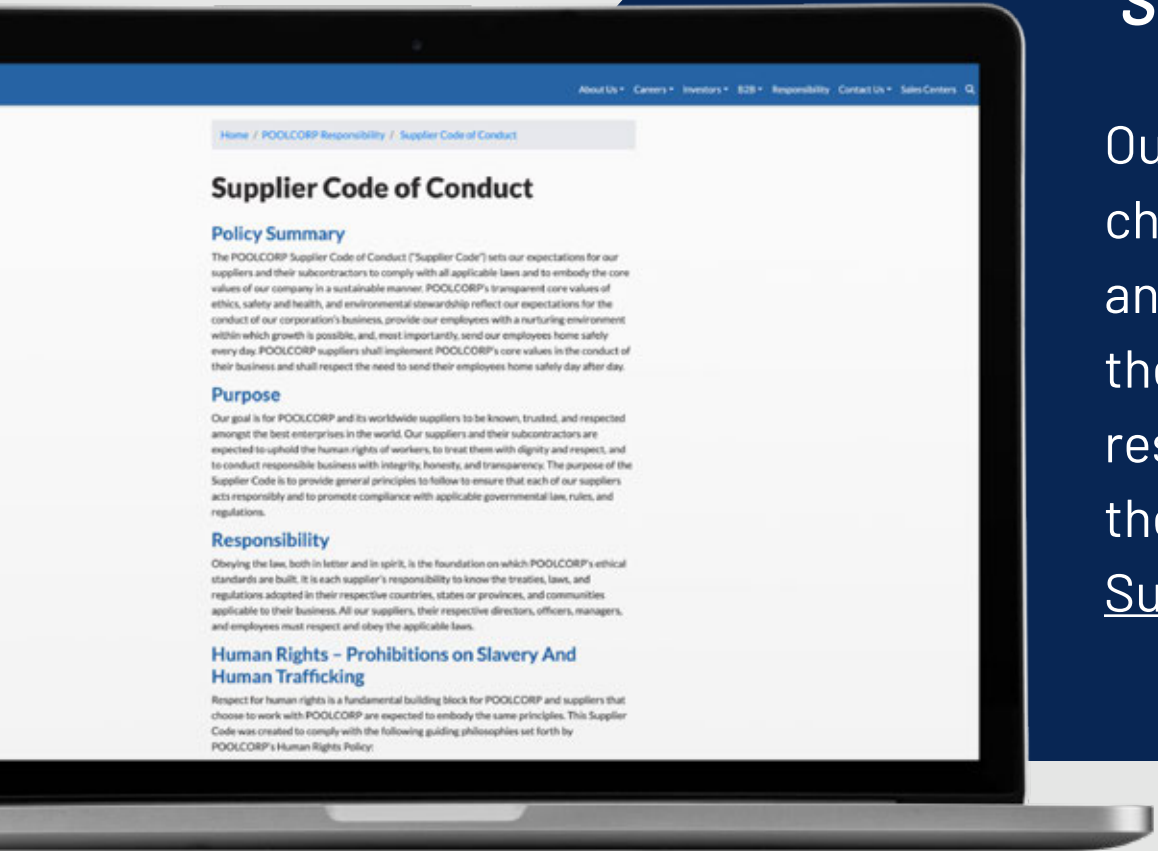 About Us Careers Investors B2B Responsibility Contact Us Sales Centers
Home / POOLCORP Responsibility / Supplier Code of Conduct
Supplier Code of Conduct
Policy Summary
The POOLCORP Supplier Code of Conduct ("Supplier Code") sets our expectations for our
suppliers and their subcontractors to comply with all applicable laws and to embody the core
values of our company in a sustainable manner. POOLCORP's transparent core values of
ethics, safety and health, and environmental stewardship reflect our expectations for the
conduct of our corporation's business, provide our employees with a nurturing environment
within which growth is possible, and, most importantly, send our employees home safely
every day. POOLCORP suppliers shall implement POOLCORP's core values in the conduct of
their business and shall respect the need to send their employees home safely day after day.
Purpose
Our goal is for POOLCORP and its worldwide suppliers to be known, trusted, and respected
amongst the best enterprises in the world. Our suppliers and their subcontractors are
expected to uphold the human rights of workers, to treat them with dignity and respect, and
to conduct responsible business with integrity, honesty, and transparency. The purpose of the
Supplier Code is to provide general principles to follow to ensure that each of our suppliers
acts responsibly and to promote compliance with applicable governmental law, rules, and
regulations.
Responsibility
Obeying the law, both in letter and in spirit, is the foundation on which POOLCORP's ethical
standards are built. It is each supplier's responsibility to know the treaties, laws, and
regulations adopted in their respective countries, states or provinces, and communities
applicable to their business. All our suppliers, their respective directors, officers, managers,
and employees must respect and obey the applicable laws.
Human Rights – Prohibitions on Slavery And
Human Trafficking
Respect for human rights is a fundamental building block for POOLCORP and suppliers that
choose to work with POOLCORP are expected to embody the same principles. This Supplier
Code was created to comply with the following guiding philosophies set forth by
POOLCORP's Human Rights Policy:
S
Ou
ch
an
the
res
the
Su